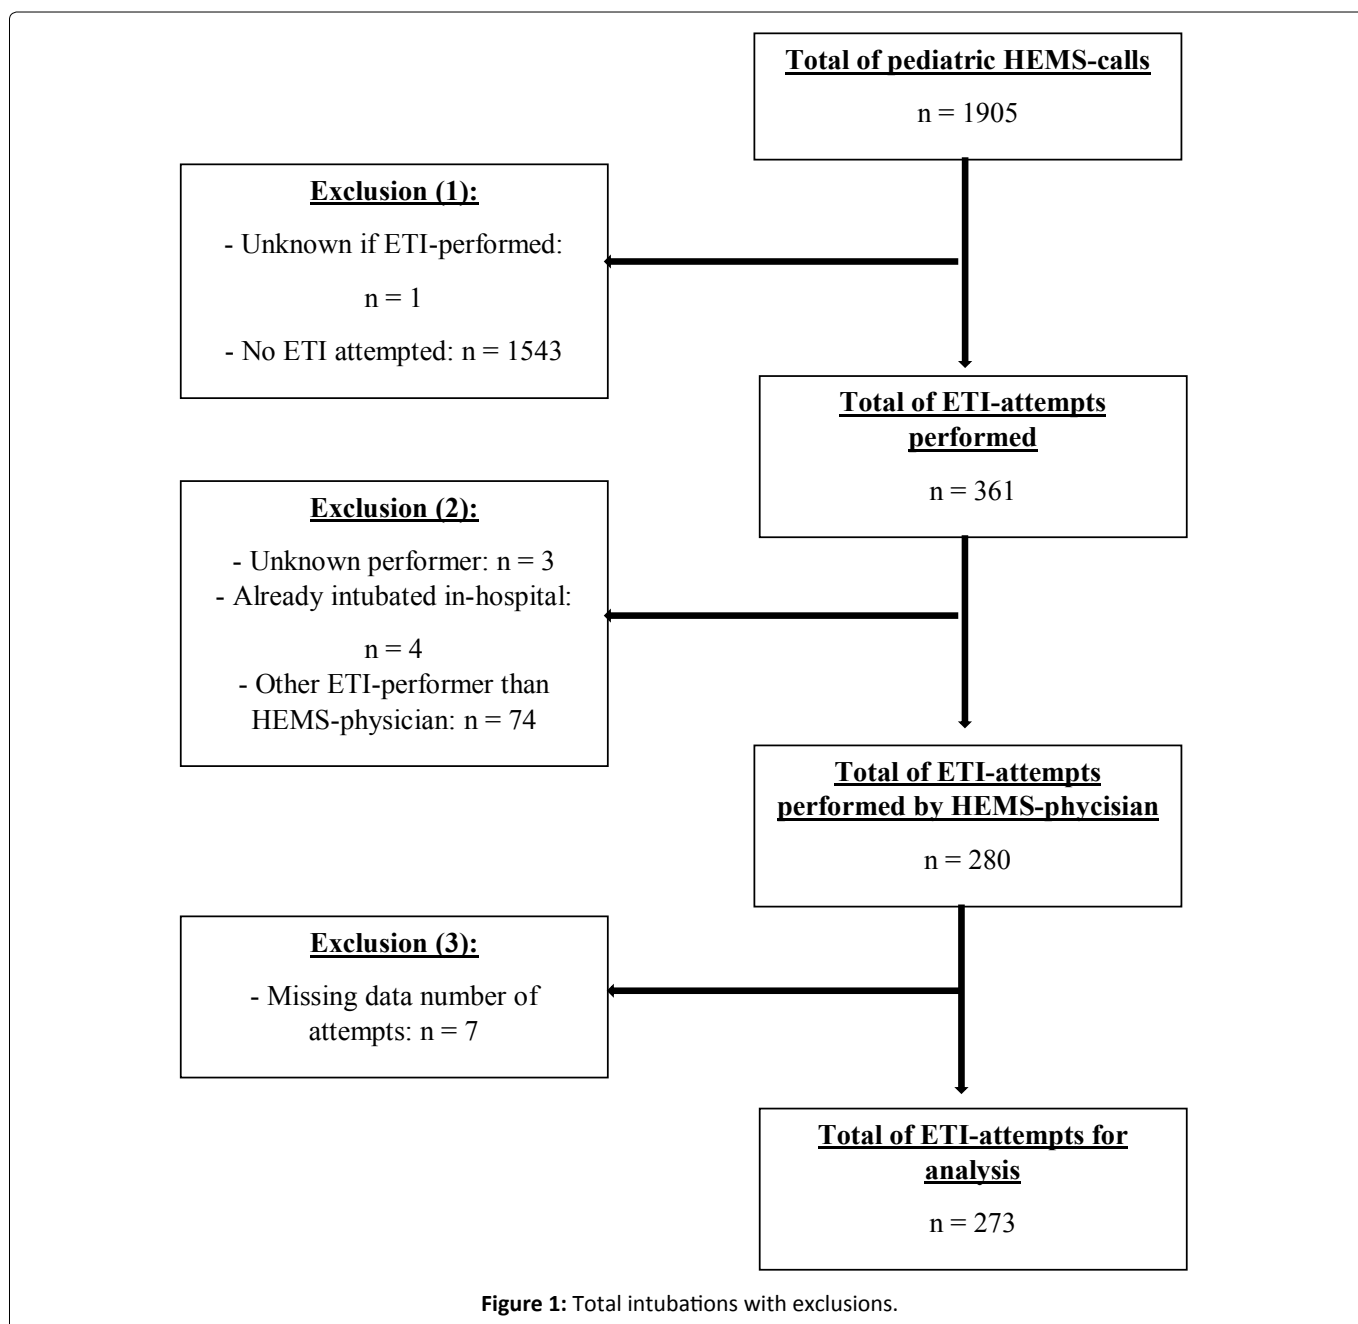 Total of pediatric HEMS-calls
n = 1905
Exclusion (1):
- Unknown if ETI-performed:
n = 1
- No ETI attempted: n = 1543
Total of ETI-attempts
performed
n = 361
Exclusion (2):
- Unknown performer: n = 3
- Already intubated in-hospital:
n = 4
- Other ETI-performer than
HEMS-physician: n = 74
Total of ETI-attempts
performed by HEMS-phycisian
n = 280
Exclusion (3):
- Missing data number of
attempts: n = 7
Total of ETI-attempts for
analysis
n = 273
Figure 1: Total intubations with exclusions.